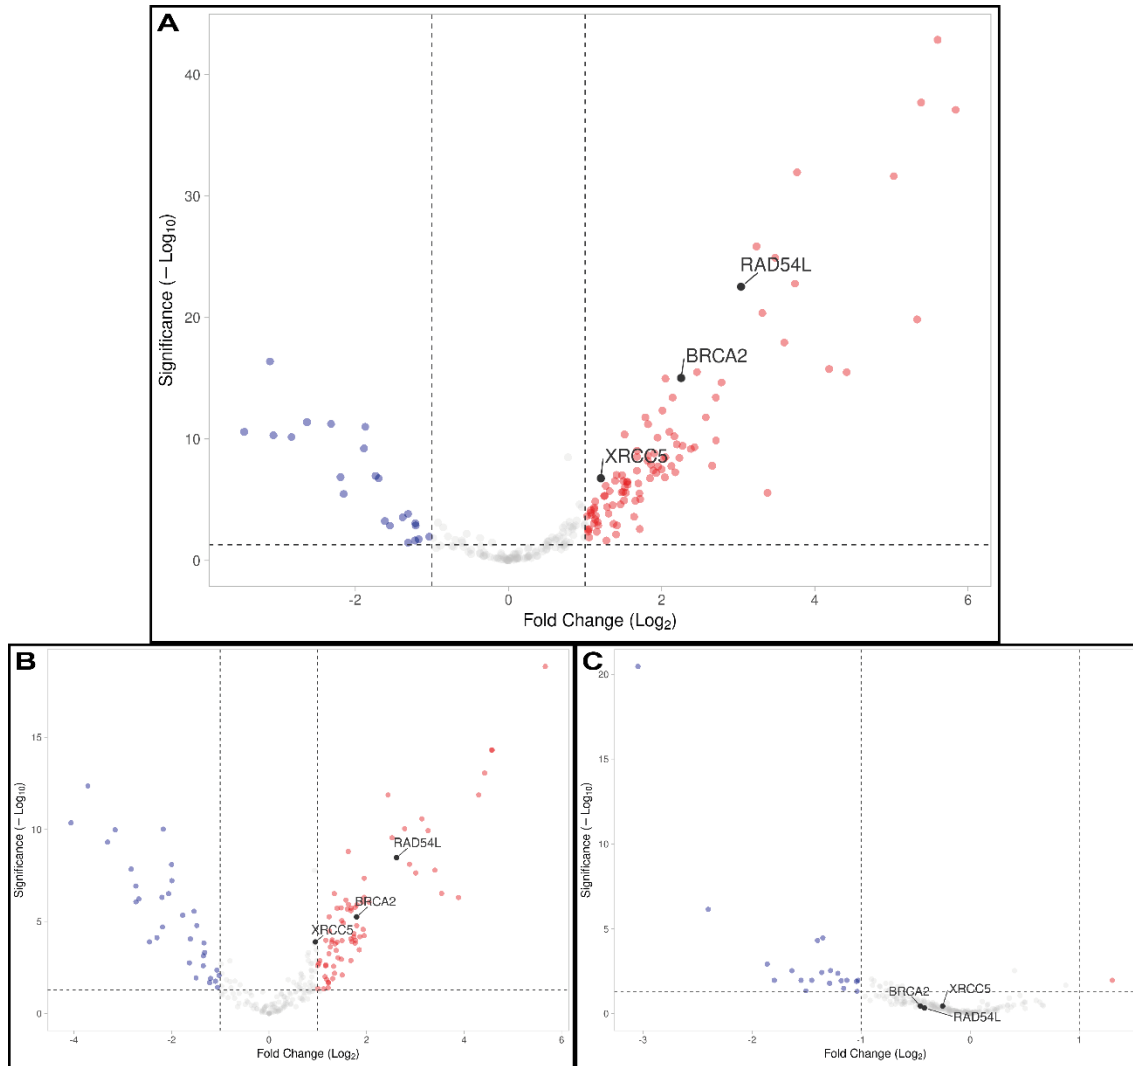 A
Significance (− Log₁₀)
40
30
20
10
0
RAD54L
BRCA2
XRCC5
-2
0
2
4
6
Fold Change (Log₂)
B
Significance (− Log₁₀)
15
10
5
0
RAD54L
BRCA2
XRCC5
-4
-2
0
2
4
6
Fold Change (Log₂)
C
Significance (− Log₁₀)
20
15
10
5
0
BRCA2
XRCC5
RAD54L
-3
-2
-1
0
1
Fold Change (Log₂)